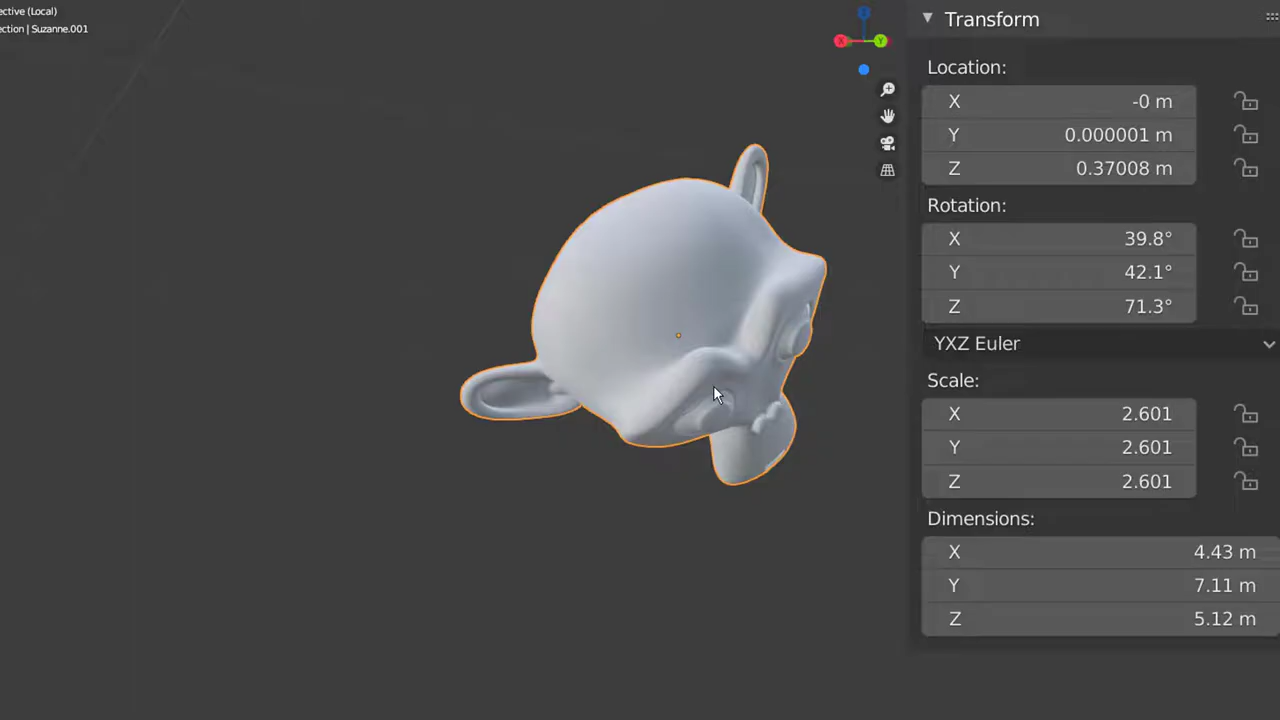 ective (Local)
ection | Suzanne.001
X
Y
Transform
Location:
X -0 m
Y 0.000001 m
Z 0.37008 m
Rotation:
X 39.8°
Y 42.1°
Z 71.3°
YXZ Euler
Scale:
X 2.601
Y 2.601
Z 2.601
Dimensions:
X 4.43 m
Y 7.11 m
Z 5.12 m